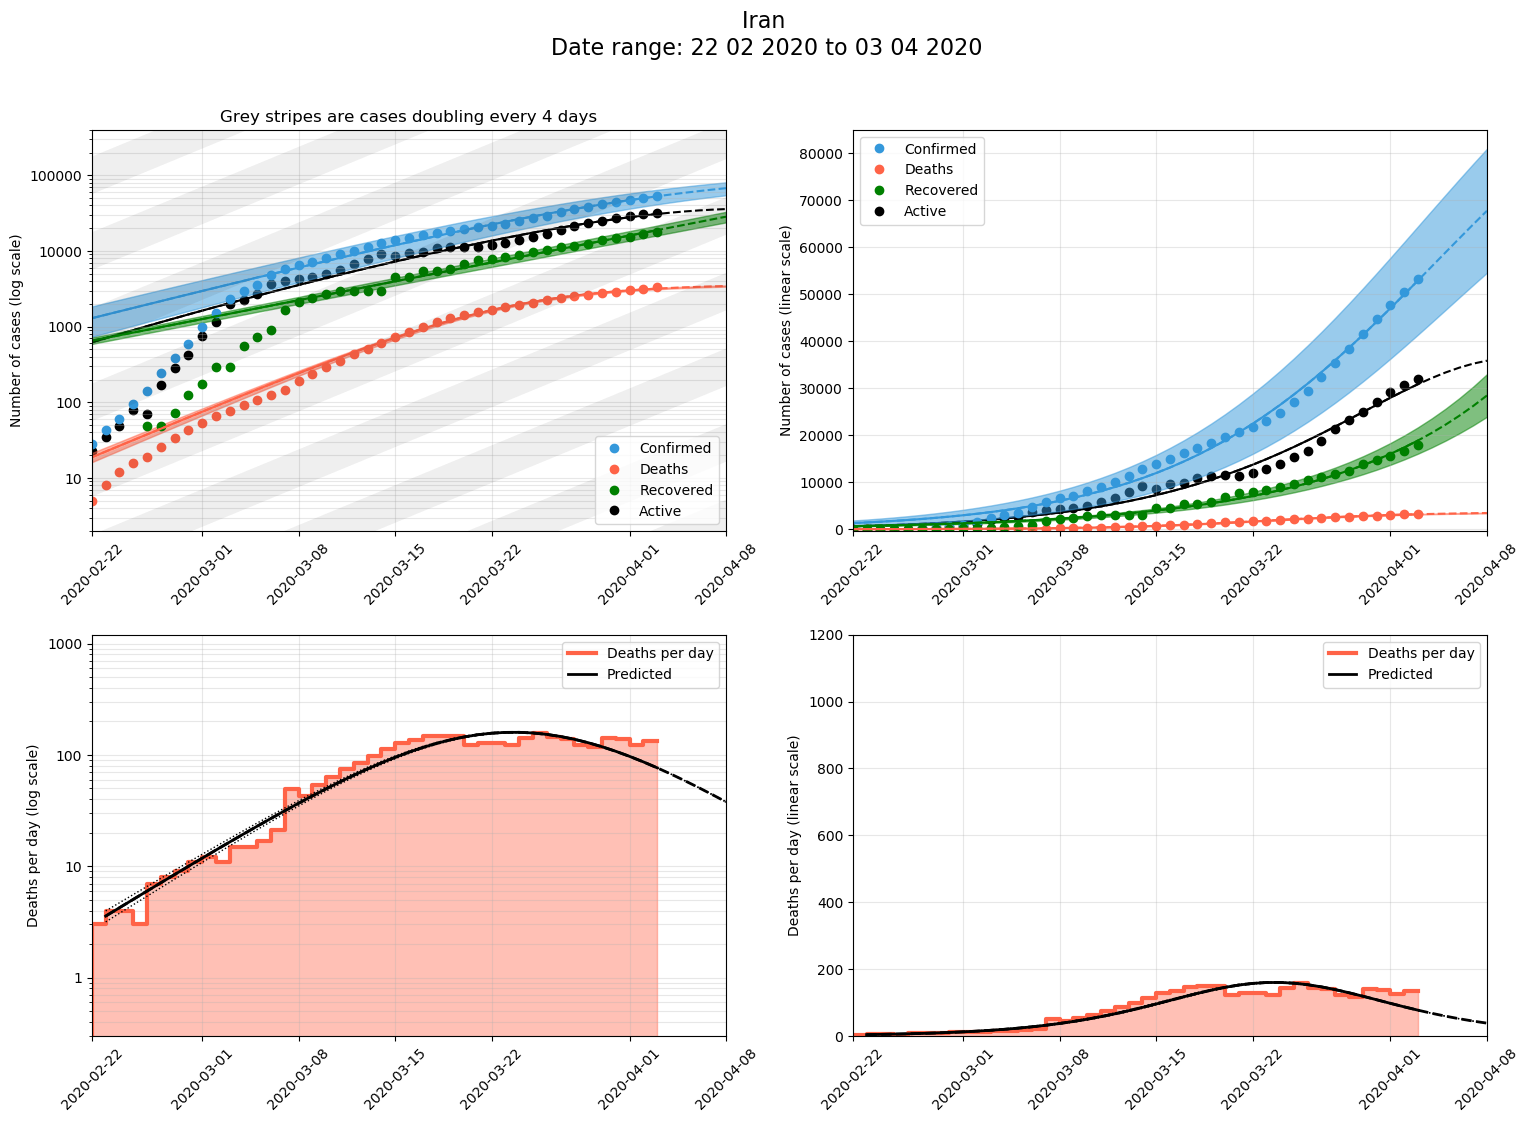 Iran
Date range: 22 02 2020 to 03 04 2020
Grey stripes are cases doubling every 4 days
Number of cases (log scale)
100000
10000
1000
100
10
Confirmed
Deaths
Recovered
Active
2020-02-22
2020-03-01
2020-03-08
2020-03-15
2020-03-22
2020-04-01
2020-04-08
Number of cases (linear scale)
80000
70000
60000
50000
40000
30000
20000
10000
0
Confirmed
Deaths
Recovered
Active
2020-02-22
2020-03-01
2020-03-08
2020-03-15
2020-03-22
2020-04-01
2020-04-08
Deaths per day (log scale)
1000
100
10
1
Deaths per day
Predicted
2020-02-22
2020-03-01
2020-03-08
2020-03-15
2020-03-22
2020-04-01
2020-04-08
Deaths per day (linear scale)
1200
1000
800
600
400
200
0
Deaths per day
Predicted
2020-02-22
2020-03-01
2020-03-08
2020-03-15
2020-03-22
2020-04-01
2020-04-08